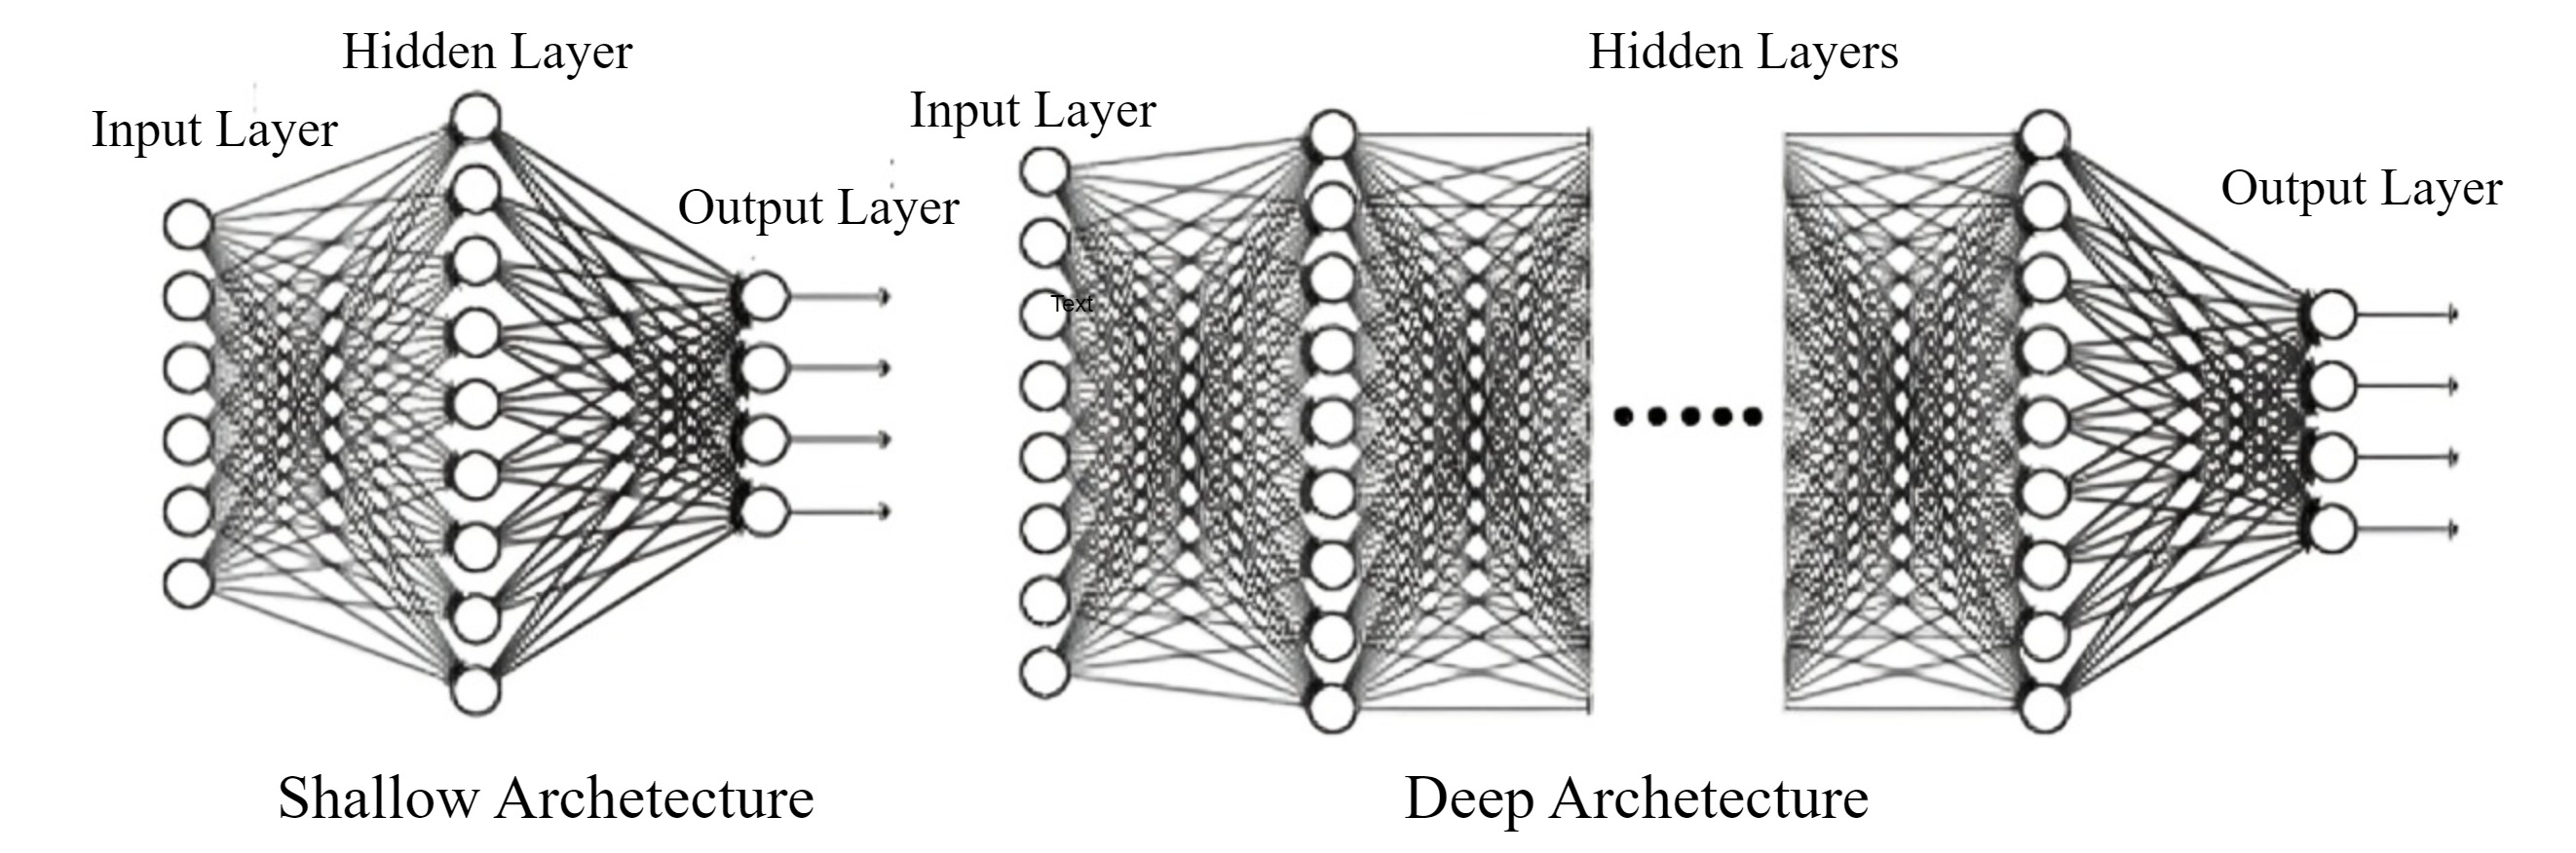 Hidden Layer
Input Layer
Output Layer
Shallow Archetecture
Hidden Layers
Input Layer
Text
Output Layer
Deep Archetecture